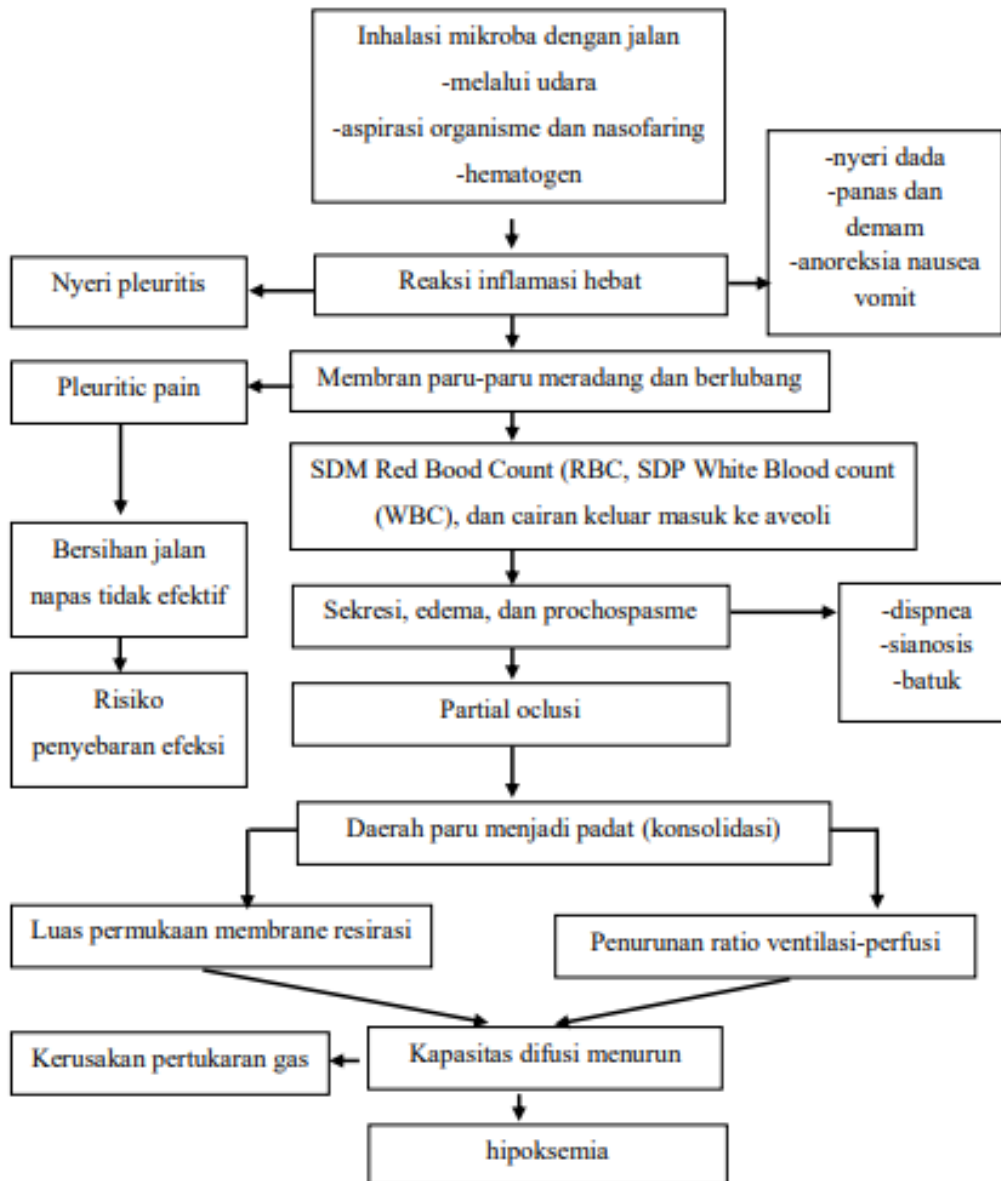 Inhalasi mikroba dengan jalan
-melalui udara
-aspirasi organisme dan nasofaring
-hematogen
-nyeri dada
-panas dan
demam
-anoreksia nausea
vomit
Nyeri pleuritis
Reaksi inflamasi hebat
Pleuritic pain
Membran paru-paru meradang dan berlubang
SDM Red Bood Count (RBC, SDP White Blood count
(WBC), dan cairan keluar masuk ke aveoli
Bersihan jalan
napas tidak efektif
Sekresi, edema, dan prochospasme
-dispnea
-sianosis
-batuk
Risiko
penyebaran efeksi
Partial oclusi
Daerah paru menjadi padat (konsolidasi)
Luas permukaan membrane resirasi
Penurunan ratio ventilasi-perfusi
Kerusakan pertukaran gas
Kapasitas difusi menurun
hipoksemia